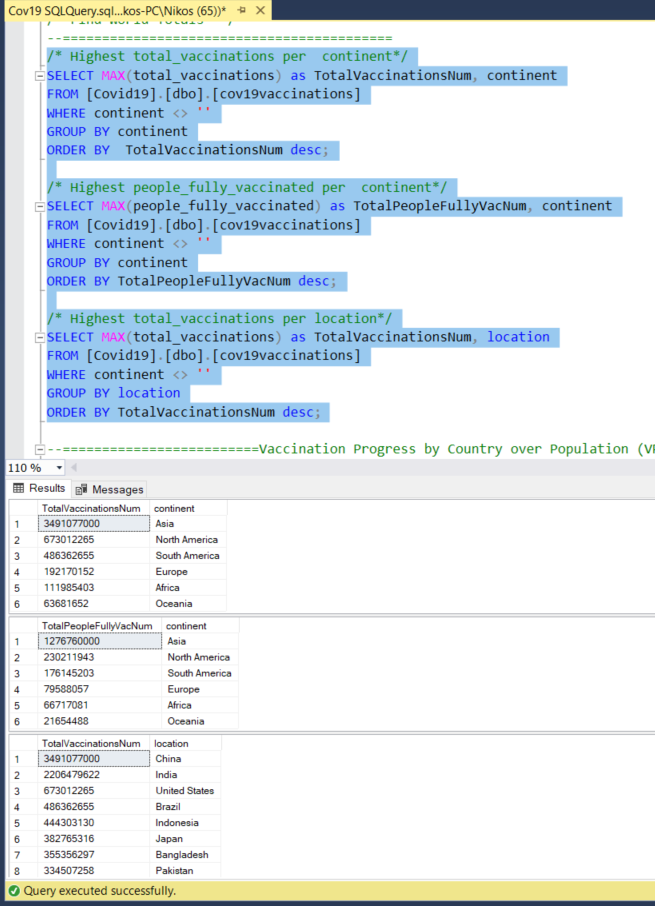 Cov19 SQLQuery.sql...kos-PC\Nikos (65))*
/* Find World Totals */
--==========================================
/* Highest total_vaccinations per  continent*/
SELECT MAX(total_vaccinations) as TotalVaccinationsNum, continent
FROM [Covid19].[dbo].[cov19vaccinations]
WHERE continent <> ''
GROUP BY continent
ORDER BY  TotalVaccinationsNum desc;
/* Highest people_fully_vaccinated per  continent*/
SELECT MAX(people_fully_vaccinated) as TotalPeopleFullyVacNum, continent
FROM [Covid19].[dbo].[cov19vaccinations]
WHERE continent <> ''
GROUP BY continent
ORDER BY TotalPeopleFullyVacNum desc;
/* Highest total_vaccinations per location*/
SELECT MAX(total_vaccinations) as TotalVaccinationsNum, location
FROM [Covid19].[dbo].[cov19vaccinations]
WHERE continent <> ''
GROUP BY location
ORDER BY TotalVaccinationsNum desc;
--=========================Vaccination Progress by Country over Population (VP
110 %
Results Messages
TotalVaccinationsNum continent
1 3491077000 Asia
2 673012265 North America
3 486362655 South America
4 192170152 Europe
5 111985403 Africa
6 63681652 Oceania
TotalPeopleFullyVacNum continent
1 1276760000 Asia
2 230211943 North America
3 176145203 South America
4 79588057 Europe
5 66717081 Africa
6 21654488 Oceania
TotalVaccinationsNum location
1 3491077000 China
2 2206479622 India
3 673012265 United States
4 486362655 Brazil
5 444303130 Indonesia
6 382765316 Japan
7 355356297 Bangladesh
8 334507258 Pakistan
Query executed successfully.